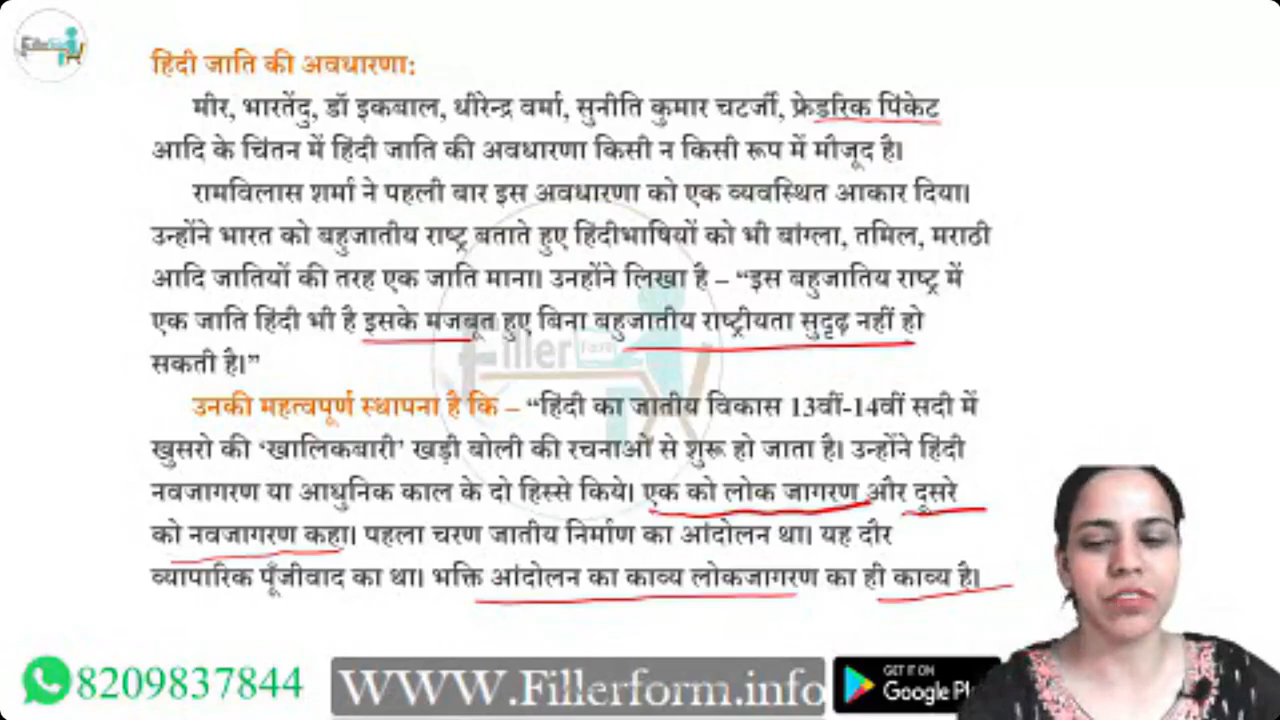 FillerForm
हिंदी जाति की अवधारणा:
मीर, भारतेंदु, डॉ इकबाल, धीरेन्द्र वर्मा, सुनीति कुमार चटर्जी, फ्रेडरिक पिंकेट
आदि के चिंतन में हिंदी जाति की अवधारणा किसी न किसी रूप में मौजूद है।
रामविलास शर्मा ने पहली बार इस अवधारणा को एक व्यवस्थित आकार दिया।
उन्होंने भारत को बहुजातीय राष्ट्र बताते हुए हिंदीभाषियों को भी बांग्ला, तमिल, मराठी
आदि जातियों की तरह एक जाति माना। उनहोंने लिखा है – “इस बहुजातिय राष्ट्र में
एक जाति हिंदी भी है इसके मजबूत हुए बिना बहुजातीय राष्ट्रीयता सुदृढ़ नहीं हो
सकती है।”
उनकी महत्वपूर्ण स्थापना है कि – “हिंदी का जातीय विकास 13वीं-14वीं सदी में
खुसरो की ‘खालिकबारी’ खड़ी बोली की रचनाओं से शुरू हो जाता है। उन्होंने हिंदी
नवजागरण या आधुनिक काल के दो हिस्से किये। एक को लोक जागरण और दूसरे
को नवजागरण कहा। पहला चरण जातीय निर्माण का आंदोलन था। यह दौर
व्यापारिक पूँजीवाद का था। भक्ति आंदोलन का काव्य लोकजागरण का ही काव्य है।
Filler Form
8209837844
WWW.Fillerform.info
GET IT ON
Google Pl